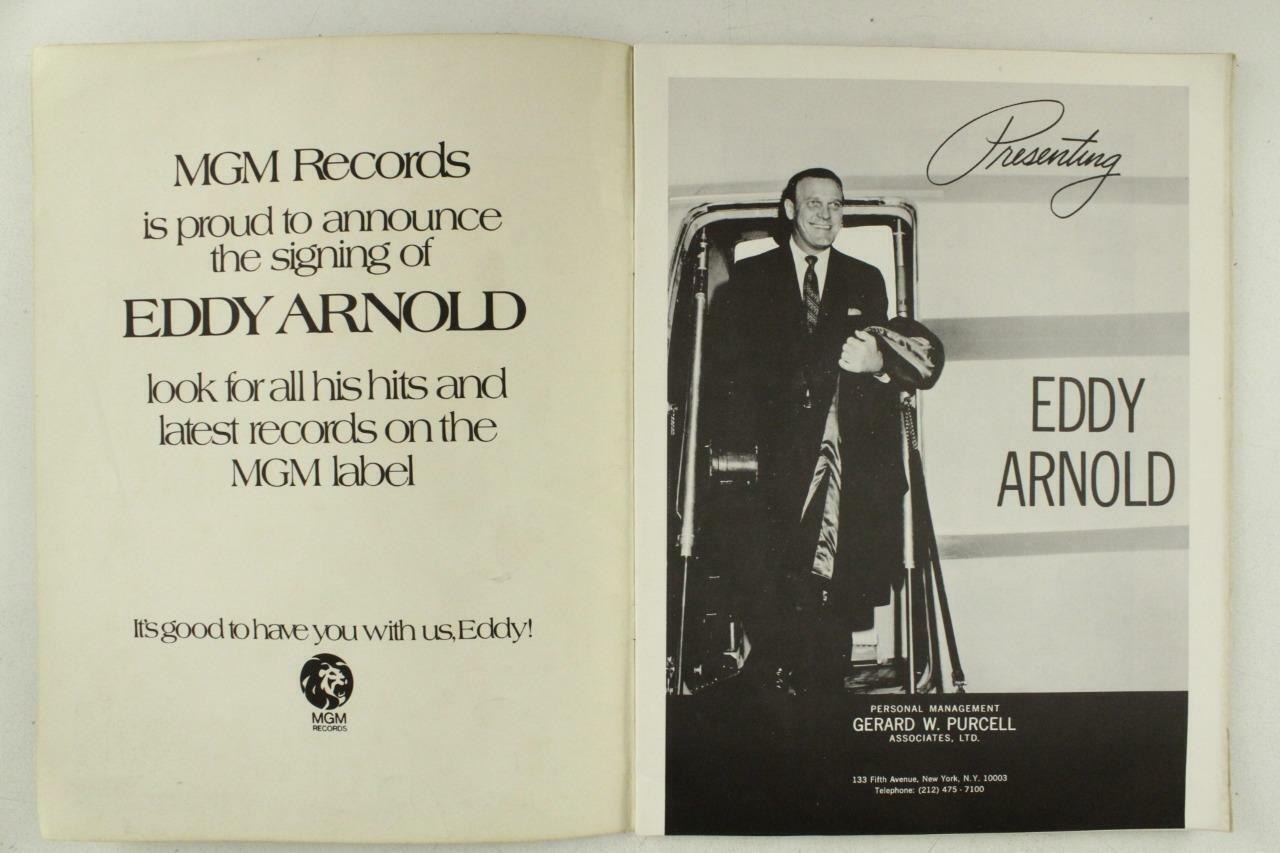 MGM Records
is proud to announce
the signing of
EDDY ARNOLD
look for all his hits and
latest records on the
MGM label
It's good to have you with us, Eddy!
MGM
RECORDS
Presenting
EDDY
ARNOLD
PERSONAL MANAGEMENT
GERARD W. PURCELL
ASSOCIATES, LTD.
133 Fifth Avenue, New York, N.Y. 10003
Telephone: (212) 475 - 7100